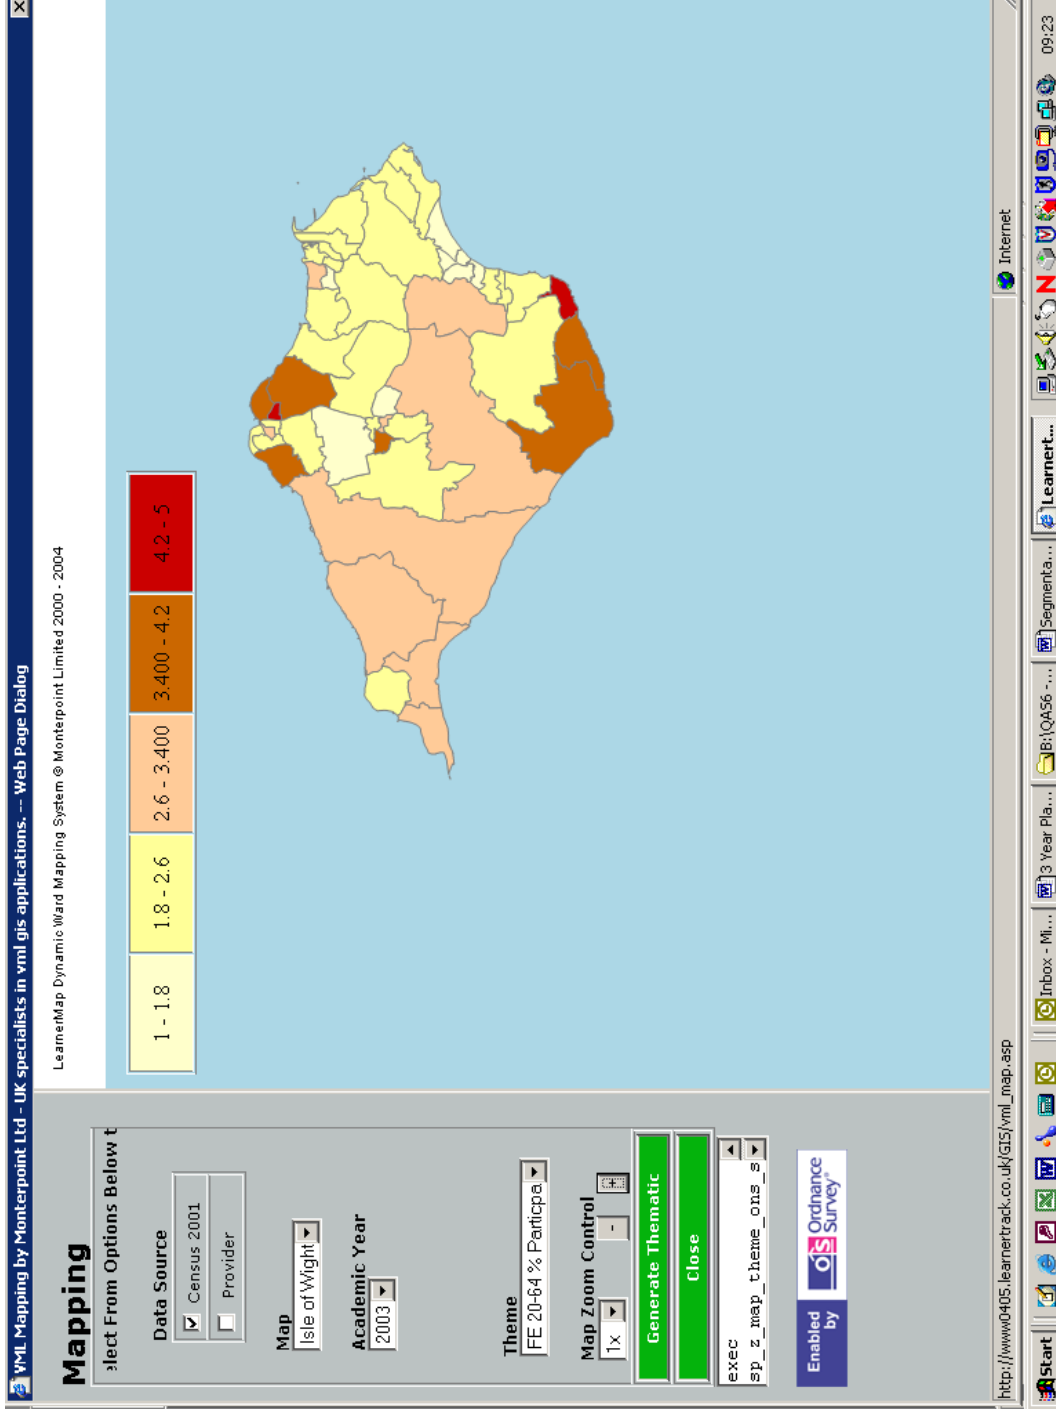 VML Mapping by Monterpoint Ltd - UK specialists in vml gis applications. -- Web Page Dialog
Mapping
elect From Options Below t
Data Source
Census 2001
Provider
Map
Isle of Wight
Academic Year
2003
Theme
FE 20-64 % Particpa
Map Zoom Control
1x
-
+
Generate Thematic
Close
exec
sp_z_map_theme_ons_s
Enabled
by
OS Ordnance
Survey®
LearnerMap Dynamic Ward Mapping System © Monterpoint Limited 2000 - 2004
1 - 1.8
1.8 - 2.6
2.6 - 3.400
3.400 - 4.2
4.2 - 5
http://www0405.learnertrack.co.uk/GIS/vml_map.asp
Internet
Start
Inbox - Mi...
3 Year Pla...
B:\QAS6 -...
Segmenta...
Learnert...
09:23